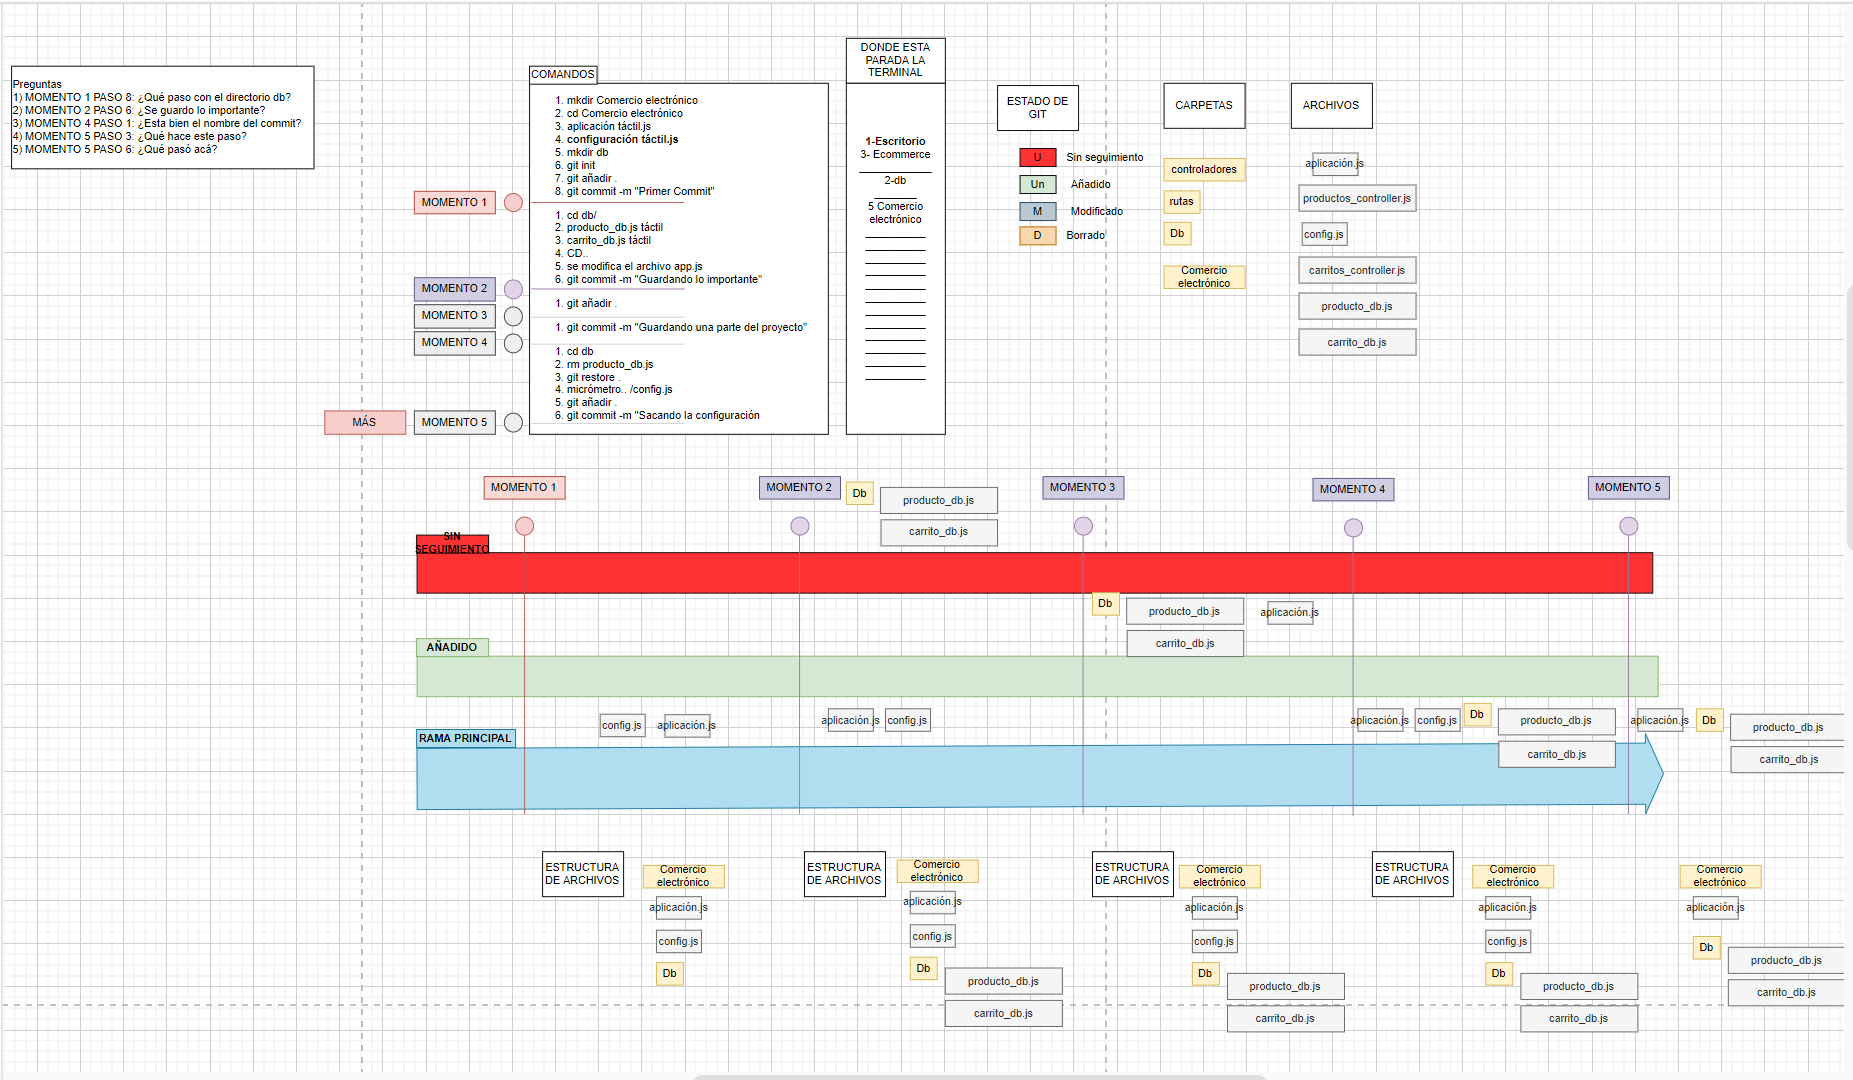 Preguntas
1) MOMENTO 1 PASO 8: ¿Qué paso con el directorio db?
2) MOMENTO 2 PASO 6: ¿Se guardo lo importante?
3) MOMENTO 4 PASO 1: ¿Esta bien el nombre del commit?
4) MOMENTO 5 PASO 3: ¿Qué hace este paso?
5) MOMENTO 5 PASO 6: ¿Qué pasó acá?
COMANDOS
1. mkdir Comercio electrónico
2. cd Comercio electrónico
3. aplicación táctil.js
4. configuración táctil.js
5. mkdir db
6. git init
7. git añadir .
8. git commit -m "Primer Commit"
1. cd db/
2. producto_db.js táctil
3. carrito_db.js táctil
4. CD..
5. se modifica el archivo app.js
6. git commit -m "Guardando lo importante"
1. git añadir .
1. git commit -m "Guardando una parte del proyecto"
1. cd db
2. rm producto_db.js
3. git restore .
4. micrómetro.. /config.js
5. git añadir .
6. git commit -m "Sacando la configuración
MOMENTO 1
MOMENTO 2
MOMENTO 3
MOMENTO 4
MÁS
MOMENTO 5
DONDE ESTA
PARADA LA
TERMINAL
1-Escritorio
3- Ecommerce
2-db
5 Comercio
electrónico
ESTADO DE
GIT
U Sin seguimiento
Un Añadido
M Modificado
D Borrado
CARPETAS
controladores
rutas
Db
Comercio
electrónico
ARCHIVOS
aplicación.js
productos_controller.js
config.js
carritos_controller.js
producto_db.js
carrito_db.js
MOMENTO 1
MOMENTO 2
Db
producto_db.js
carrito_db.js
MOMENTO 3
MOMENTO 4
MOMENTO 5
SIN
SEGUIMIENTO
Db
producto_db.js
aplicación.js
carrito_db.js
AÑADIDO
config.js
aplicación.js
aplicación.js
config.js
aplicación.js
config.js
Db
producto_db.js
carrito_db.js
aplicación.js
Db
producto_db.js
carrito_db.js
RAMA PRINCIPAL
ESTRUCTURA
DE ARCHIVOS
Comercio
electrónico
aplicación.js
config.js
Db
ESTRUCTURA
DE ARCHIVOS
Comercio
electrónico
aplicación.js
config.js
Db
producto_db.js
carrito_db.js
ESTRUCTURA
DE ARCHIVOS
Comercio
electrónico
aplicación.js
config.js
Db
producto_db.js
carrito_db.js
ESTRUCTURA
DE ARCHIVOS
Comercio
electrónico
aplicación.js
config.js
Db
producto_db.js
carrito_db.js
Comercio
electrónico
aplicación.js
Db
producto_db.js
carrito_db.js